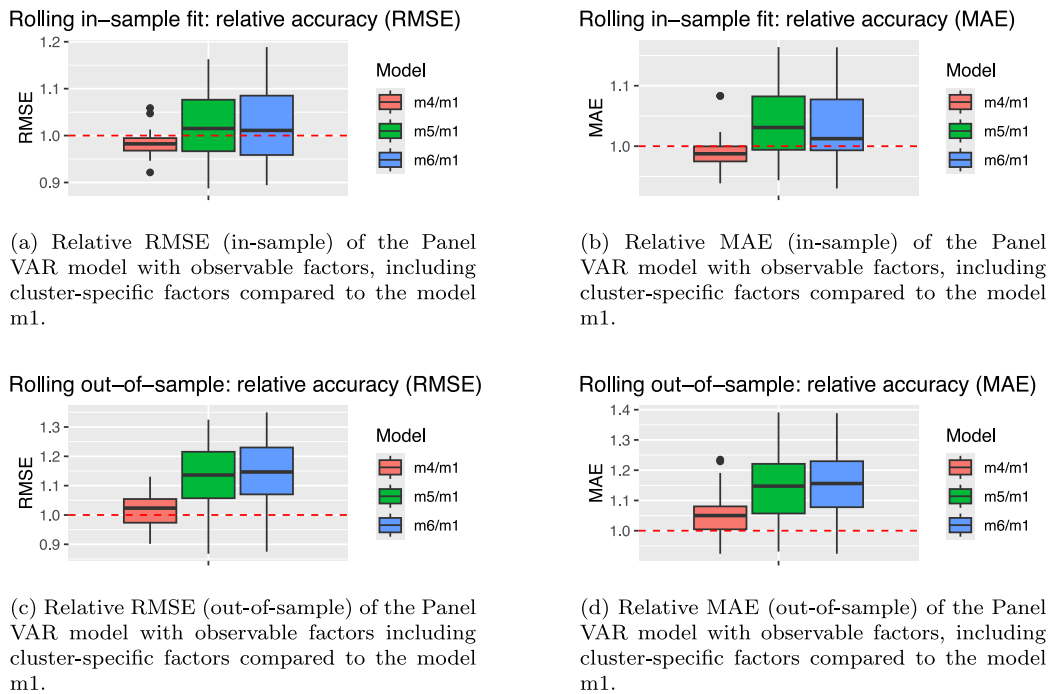 Rolling in−sample fit: relative accuracy (RMSE)
1.2
1.1
1.0
0.9
RMSE
Model
m4/m1
m5/m1
m6/m1
(a) Relative RMSE (in-sample) of the Panel
VAR model with observable factors, including
cluster-specific factors compared to the model
m1.
Rolling in−sample fit: relative accuracy (MAE)
1.1
1.0
MAE
Model
m4/m1
m5/m1
m6/m1
(b) Relative MAE (in-sample) of the Panel
VAR model with observable factors, including
cluster-specific factors compared to the model
m1.
Rolling out−of−sample: relative accuracy (RMSE)
1.3
1.2
1.1
1.0
0.9
RMSE
Model
m4/m1
m5/m1
m6/m1
(c) Relative RMSE (out-of-sample) of the Panel
VAR model with observable factors including
cluster-specific factors compared to the model
m1.
Rolling out−of−sample: relative accuracy (MAE)
1.4
1.3
1.2
1.1
1.0
MAE
Model
m4/m1
m5/m1
m6/m1
(d) Relative MAE (out-of-sample) of the Panel
VAR model with observable factors, including
cluster-specific factors compared to the model
m1.